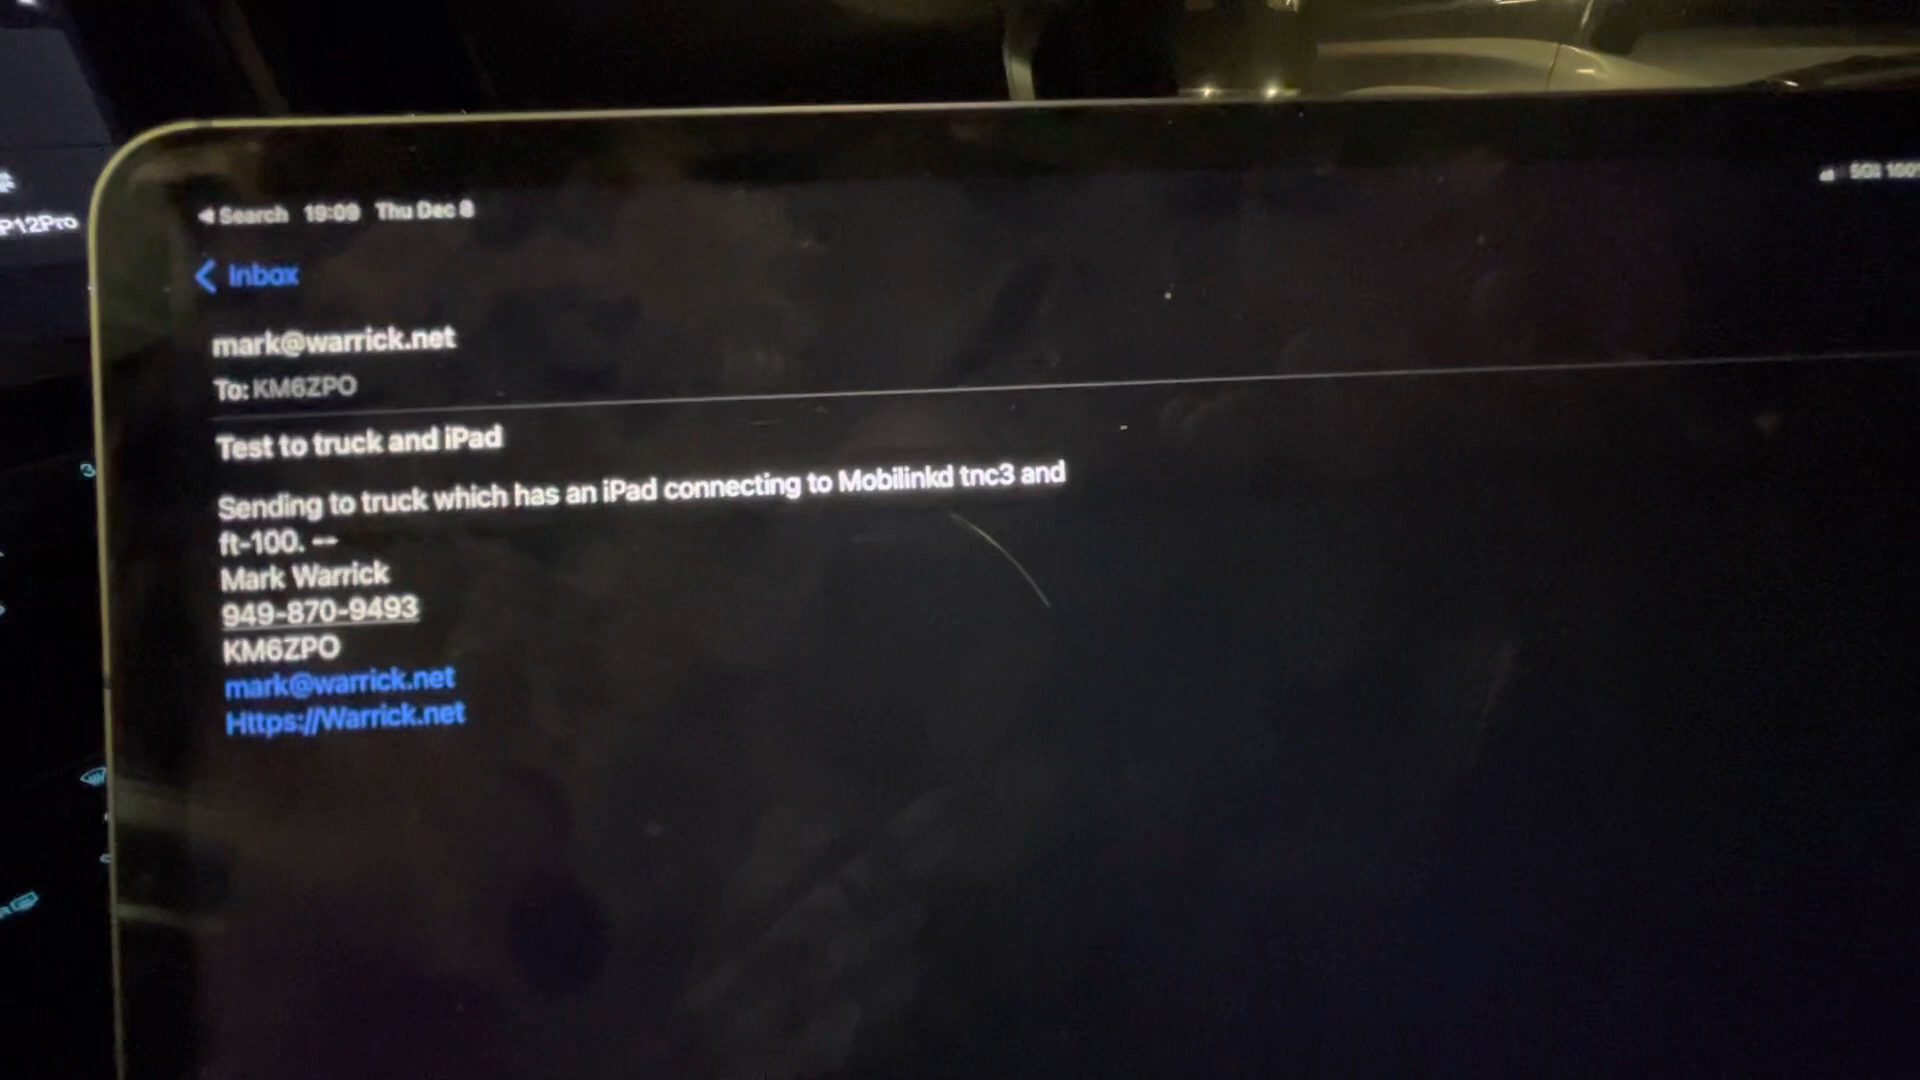 P12Pro
Search 19:09 Thu Dec 8
Inbox
mark@warrick.net
To: KM6ZPO
Test to truck and iPad
Sending to truck which has an iPad connecting to Mobilinkd tnc3 and
ft-100. --
Mark Warrick
949-870-9493
KM6ZPO
mark@warrick.net
Https://Warrick.net
3